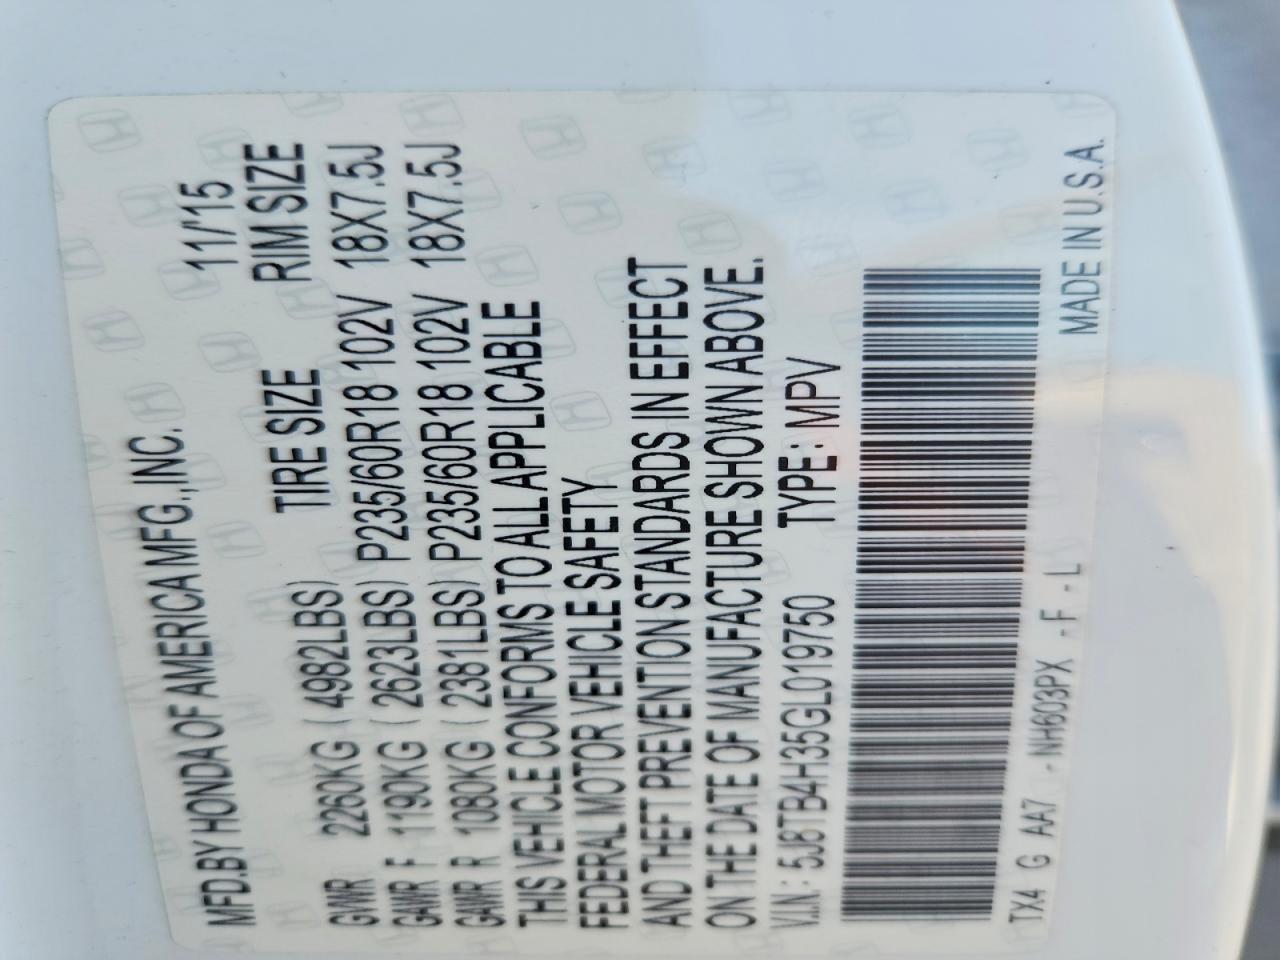 MFD.BY HONDA OF AMERICA MFG.,INC. 11/'15
TIRE SIZE RIM SIZE
GVWR 2260KG ( 4982LBS)
GAWR F 1190KG ( 2623LBS) P235/60R18 102V 18X7.5J
GAWR R 1080KG ( 2381LBS) P235/60R18 102V 18X7.5J
THIS VEHICLE CONFORMS TO ALL APPLICABLE
FEDERAL MOTOR VEHICLE SAFETY
AND THEFT PREVENTION STANDARDS IN EFFECT
ON THE DATE OF MANUFACTURE SHOWN ABOVE.
V.I.N.: 5J8TB4H35GL019750 TYPE: MPV
TX4 G AA7 - NH603PX - F - L MADE IN U.S.A.